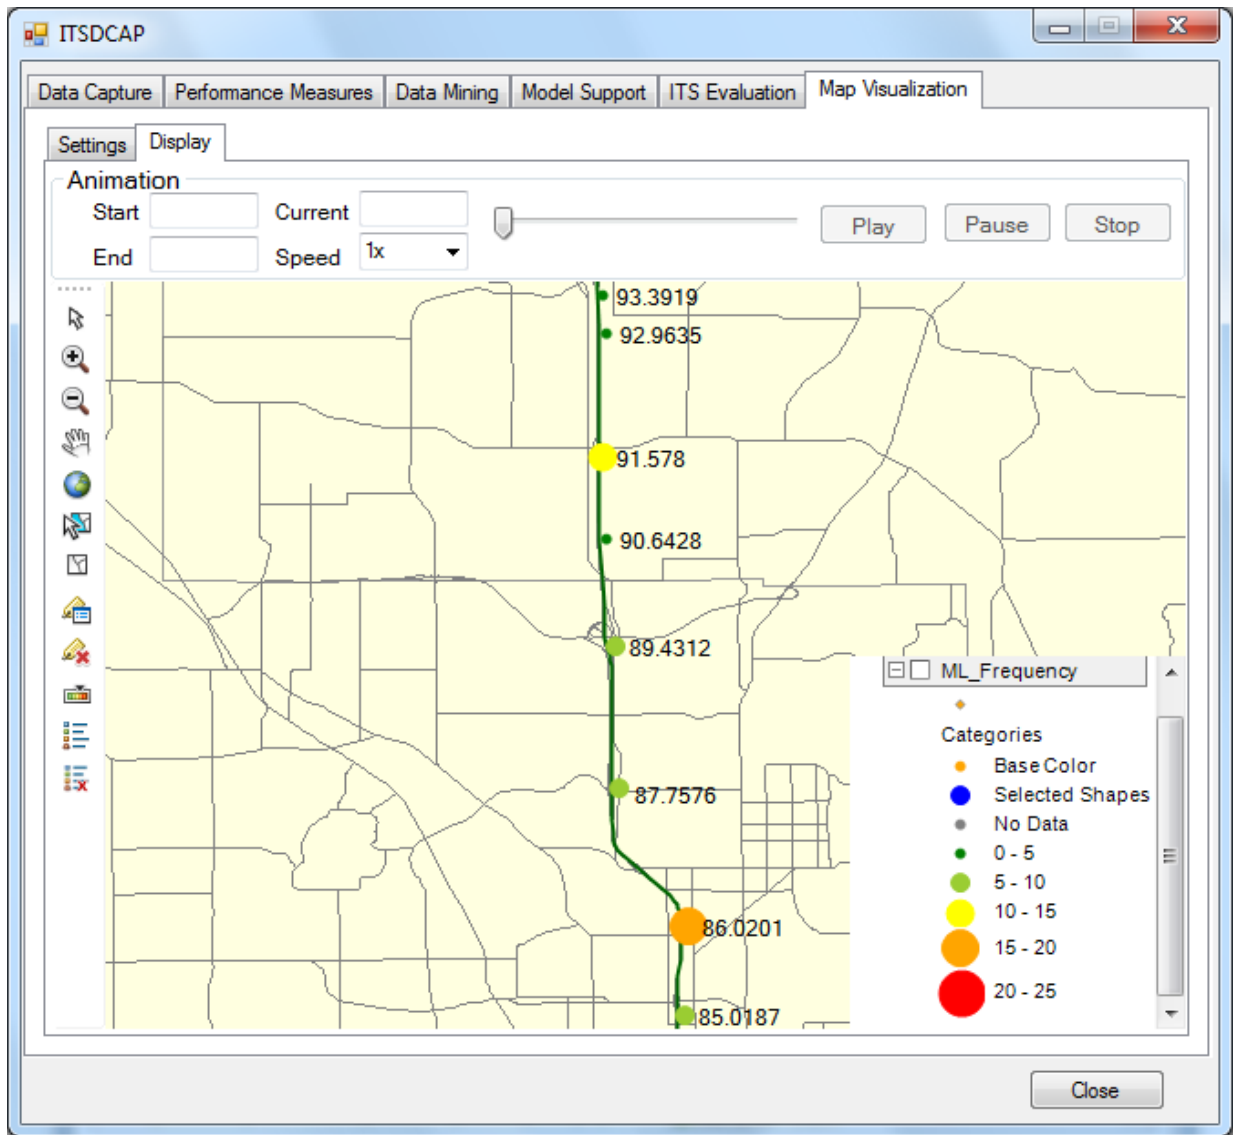 ITSDCAP
Data Capture Performance Measures Data Mining Model Support ITS Evaluation Map Visualization
Settings Display
Animation
Start Current
Play Pause Stop
End Speed 1x
93.3919
92.9635
91.578
90.6428
89.4312
87.7576
86.0201
85.0187
ML_Frequency
Categories
Base Color
Selected Shapes
No Data
0 - 5
5 - 10
10 - 15
15 - 20
20 - 25
Close